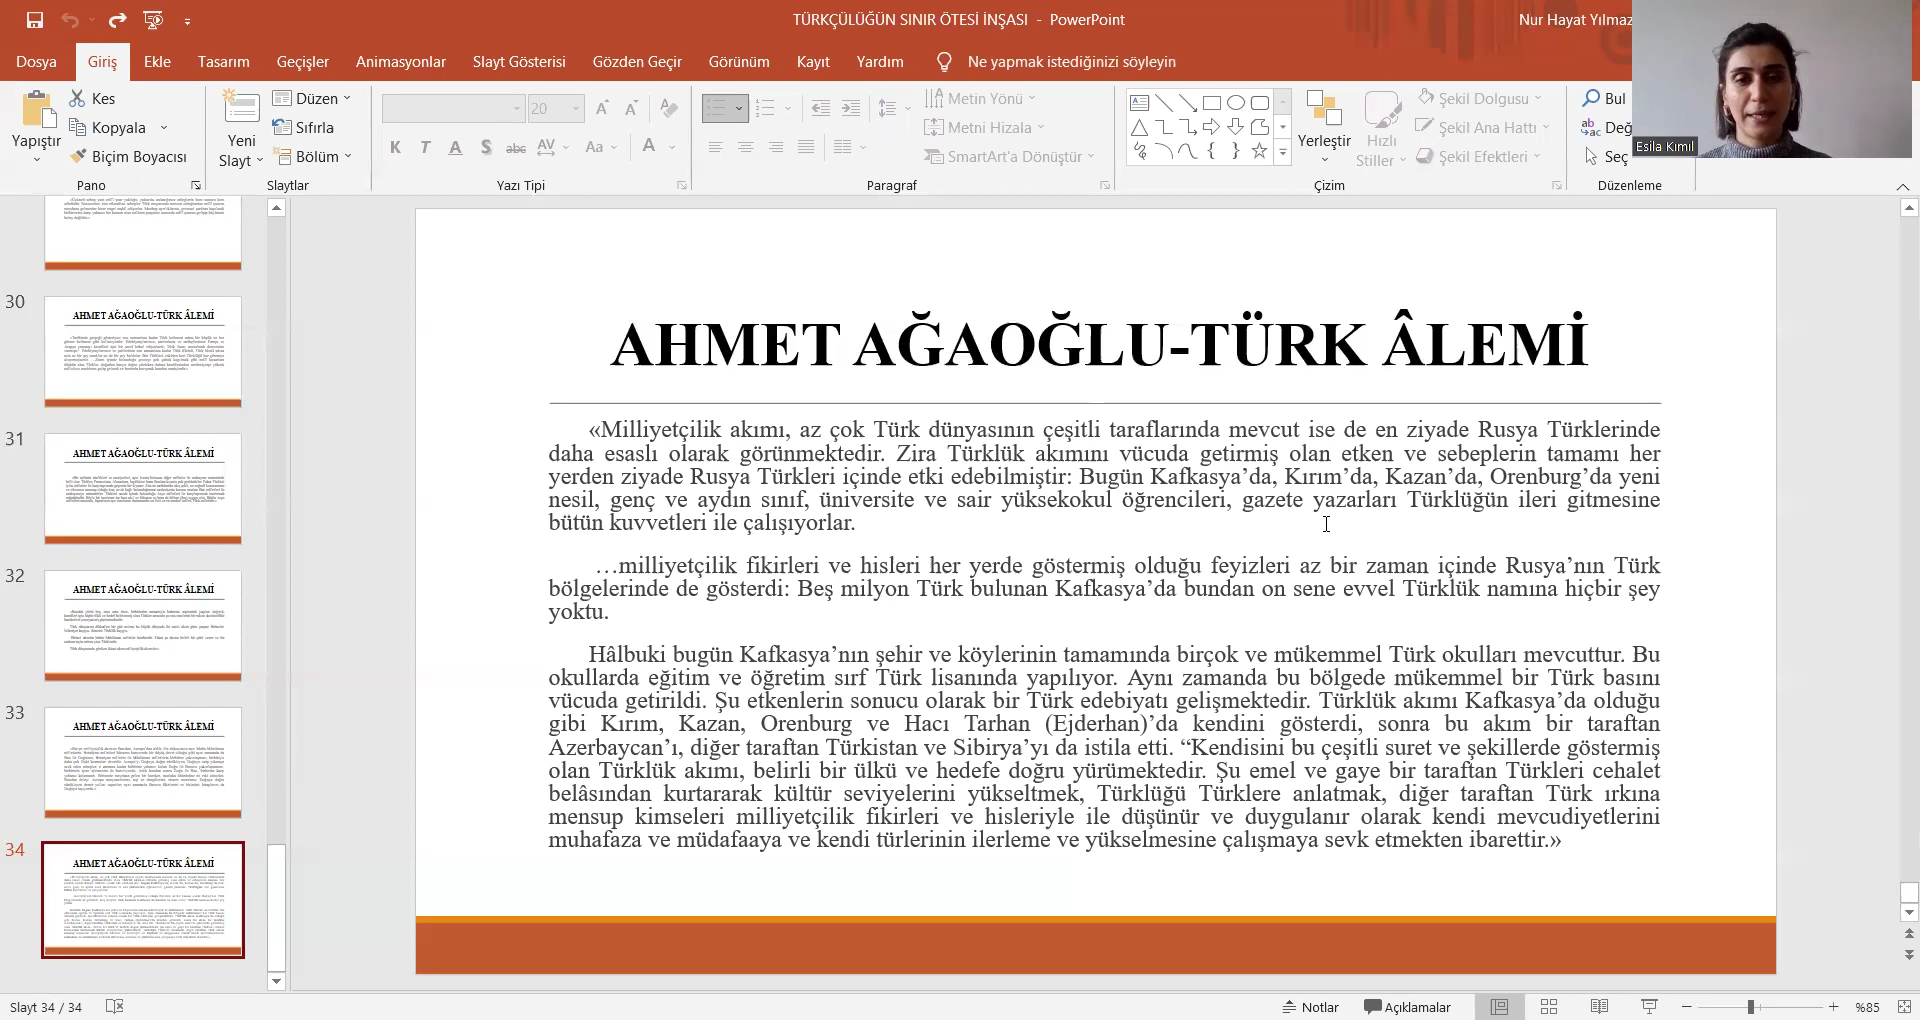 TÜRKÇÜLÜĞÜN SINIR ÖTESİ İNŞASI - PowerPoint
Nur Hayat Yılmaz
Dosya Giriş Ekle Tasarım Geçişler Animasyonlar Slayt Gösterisi Gözden Geçir Görünüm Kayıt Yardım Ne yapmak istediğinizi söyleyin
Yapıştır
Kes
Kopyala
Biçim Boyacısı
Pano
Yeni
Slayt
Düzen
Sıfırla
Bölüm
Slaytlar
20
K T A S abc AV Aa A
Yazı Tipi
Metin Yönü
Metni Hizala
SmartArt'a Dönüştür
Paragraf
Yerleştir
Hızlı
Stiller
Şekil Dolgusu
Şekil Ana Hattı
Şekil Efektleri
Çizim
Bul
Değ
Seç
Düzenleme
Esila Kımıl
30
AHMET AĞAOĞLU-TÜRK ÂLEMİ
31
AHMET AĞAOĞLU-TÜRK ÂLEMİ
32
AHMET AĞAOĞLU-TÜRK ÂLEMİ
33
AHMET AĞAOĞLU-TÜRK ÂLEMİ
34
AHMET AĞAOĞLU-TÜRK ÂLEMİ
AHMET AĞAOĞLU-TÜRK ÂLEMİ
«Milliyetçilik akımı, az çok Türk dünyasının çeşitli taraflarında mevcut ise de en ziyade Rusya Türklerinde
daha esaslı olarak görünmektedir. Zira Türklük akımını vücuda getirmiş olan etken ve sebeplerin tamamı her
yerden ziyade Rusya Türkleri içinde etki edebilmiştir: Bugün Kafkasya’da, Kırım’da, Kazan’da, Orenburg’da yeni
nesil, genç ve aydın sınıf, üniversite ve sair yüksekokul öğrencileri, gazete yazarları Türklüğün ileri gitmesine
bütün kuvvetleri ile çalışıyorlar.
…milliyetçilik fikirleri ve hisleri her yerde göstermiş olduğu feyizleri az bir zaman içinde Rusya’nın Türk
bölgelerinde de gösterdi: Beş milyon Türk bulunan Kafkasya’da bundan on sene evvel Türklük namına hiçbir şey
yoktu.
Hâlbuki bugün Kafkasya’nın şehir ve köylerinin tamamında birçok ve mükemmel Türk okulları mevcuttur. Bu
okullarda eğitim ve öğretim sırf Türk lisanında yapılıyor. Aynı zamanda bu bölgede mükemmel bir Türk basını
vücuda getirildi. Şu etkenlerin sonucu olarak bir Türk edebiyatı gelişmektedir. Türklük akımı Kafkasya’da olduğu
gibi Kırım, Kazan, Orenburg ve Hacı Tarhan (Ejderhan)’da kendini gösterdi, sonra bu akım bir taraftan
Azerbaycan’ı, diğer taraftan Türkistan ve Sibirya’yı da istila etti. “Kendisini bu çeşitli suret ve şekillerde göstermiş
olan Türklük akımı, belirli bir ülkü ve hedefe doğru yürümektedir. Şu emel ve gaye bir taraftan Türkleri cehalet
belâsından kurtararak kültür seviyelerini yükseltmek, Türklüğü Türklere anlatmak, diğer taraftan Türk ırkına
mensup kimseleri milliyetçilik fikirleri ve hisleriyle ile düşünür ve duygulanır olarak kendi mevcudiyetlerini
muhafaza ve müdafaaya ve kendi türlerinin ilerleme ve yükselmesine çalışmaya sevk etmekten ibarettir.»
Slayt 34 / 34
Notlar
Açıklamalar
%85